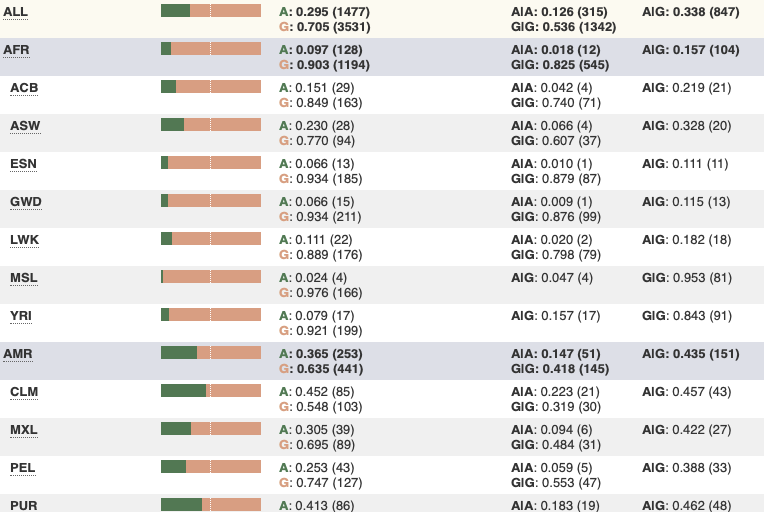 ALL A: 0.295 (1477) A|A: 0.126 (315) A|G: 0.338 (847)
G: 0.705 (3531) G|G: 0.536 (1342)
AFR A: 0.097 (128) A|A: 0.018 (12) A|G: 0.157 (104)
G: 0.903 (1194) G|G: 0.825 (545)
ACB A: 0.151 (29) A|A: 0.042 (4) A|G: 0.219 (21)
G: 0.849 (163) G|G: 0.740 (71)
ASW A: 0.230 (28) A|A: 0.066 (4) A|G: 0.328 (20)
G: 0.770 (94) G|G: 0.607 (37)
ESN A: 0.066 (13) A|A: 0.010 (1) A|G: 0.111 (11)
G: 0.934 (185) G|G: 0.879 (87)
GWD A: 0.066 (15) A|A: 0.009 (1) A|G: 0.115 (13)
G: 0.934 (211) G|G: 0.876 (99)
LWK A: 0.111 (22) A|A: 0.020 (2) A|G: 0.182 (18)
G: 0.889 (176) G|G: 0.798 (79)
MSL A: 0.024 (4) A|G: 0.047 (4) G|G: 0.953 (81)
G: 0.976 (166)
YRI A: 0.079 (17) A|G: 0.157 (17) G|G: 0.843 (91)
G: 0.921 (199)
AMR A: 0.365 (253) A|A: 0.147 (51) A|G: 0.435 (151)
G: 0.635 (441) G|G: 0.418 (145)
CLM A: 0.452 (85) A|A: 0.223 (21) A|G: 0.457 (43)
G: 0.548 (103) G|G: 0.319 (30)
MXL A: 0.305 (39) A|A: 0.094 (6) A|G: 0.422 (27)
G: 0.695 (89) G|G: 0.484 (31)
PEL A: 0.253 (43) A|A: 0.059 (5) A|G: 0.388 (33)
G: 0.747 (127) G|G: 0.553 (47)
PUR A: 0.413 (86) A|A: 0.183 (19) A|G: 0.462 (48)